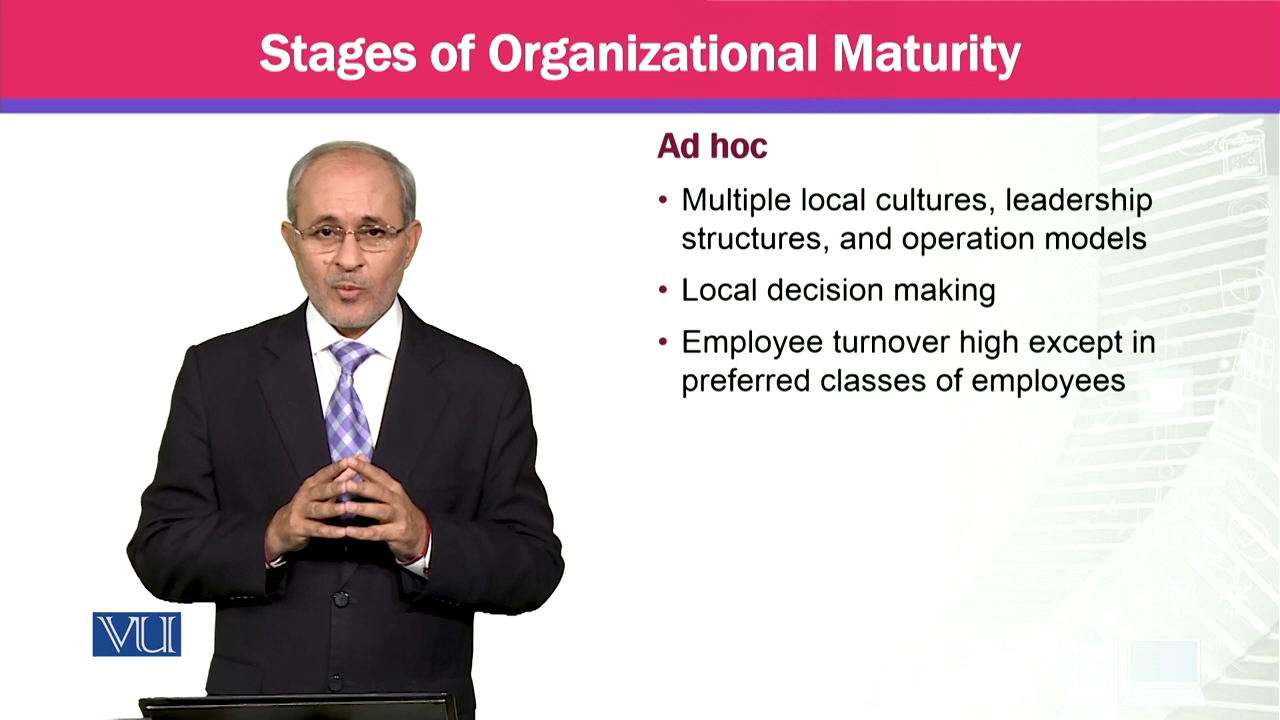 Stages of Organizational Maturity
Ad hoc
• Multiple local cultures, leadership
structures, and operation models
• Local decision making
• Employee turnover high except in
preferred classes of employees
VU